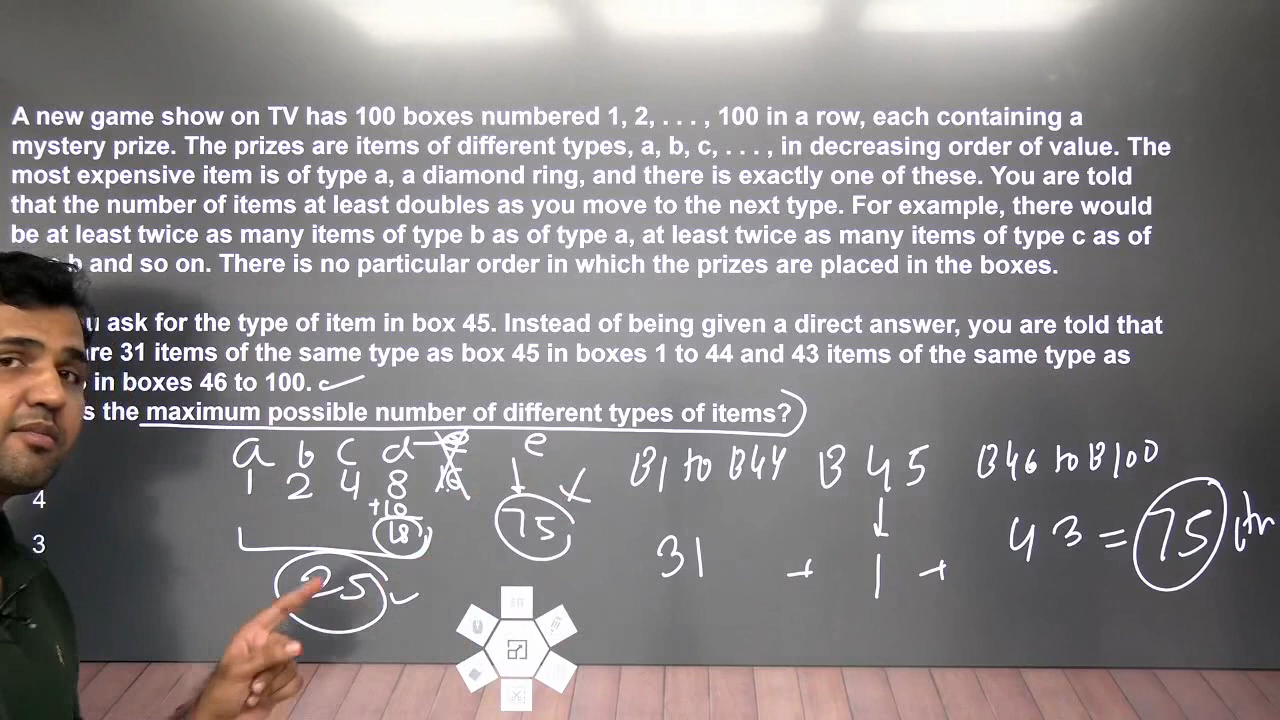 A new game show on TV has 100 boxes numbered 1, 2, . . . , 100 in a row, each containing a
mystery prize. The prizes are items of different types, a, b, c, . . . , in decreasing order of value. The
most expensive item is of type a, a diamond ring, and there is exactly one of these. You are told
that the number of items at least doubles as you move to the next type. For example, there would
be at least twice as many items of type b as of type a, at least twice as many items of type c as of
b and so on. There is no particular order in which the prizes are placed in the boxes.
u ask for the type of item in box 45. Instead of being given a direct answer, you are told that
re 31 items of the same type as box 45 in boxes 1 to 44 and 43 items of the same type as
in boxes 46 to 100.
s the maximum possible number of different types of items?
a b c d e B1 to B44 B45 B46 to B100
1 2 4 8
4
+10
18 75 31 + 1 + 43 = 75
3
25